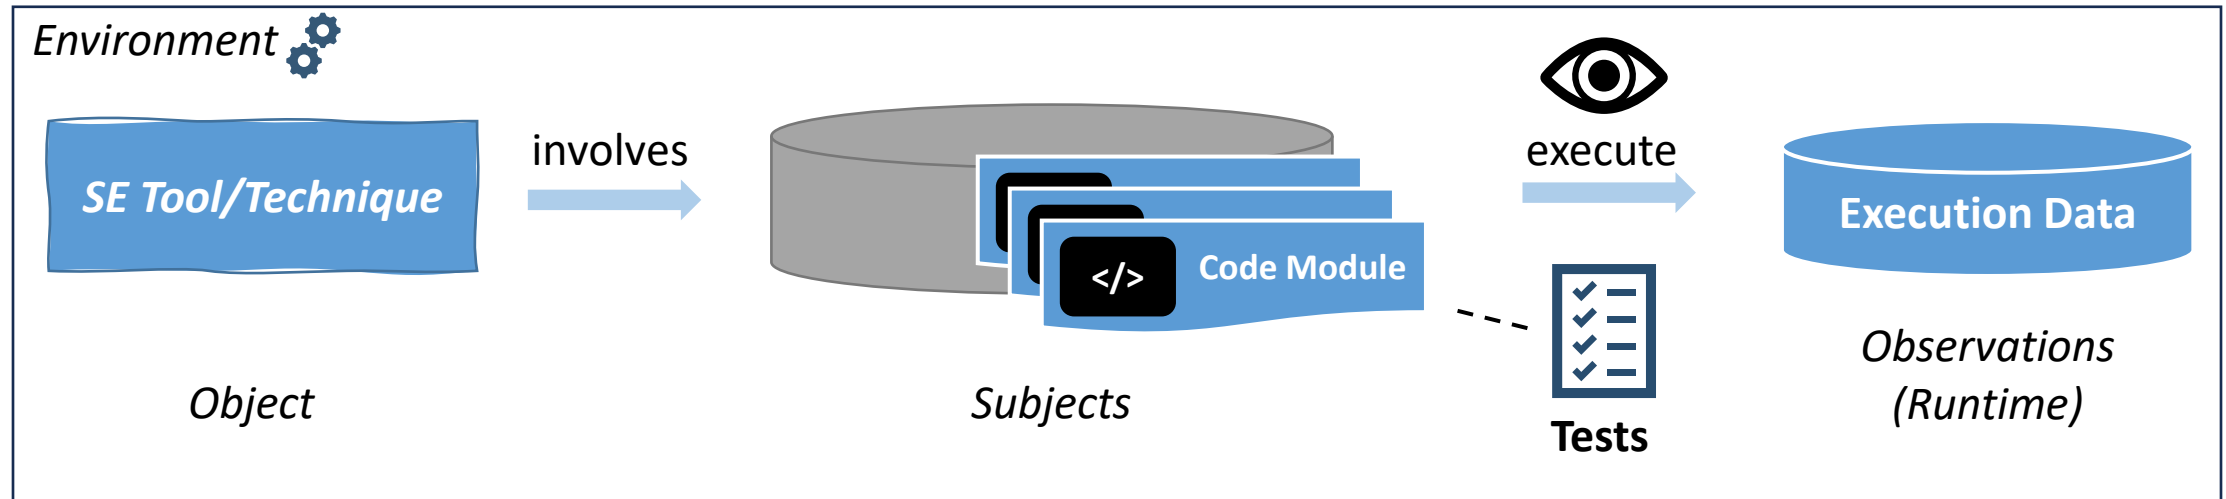 Environment
SE Tool/Technique
involves
</>
Code Module
execute
Execution Data
Object
Subjects
Tests
Observations
(Runtime)